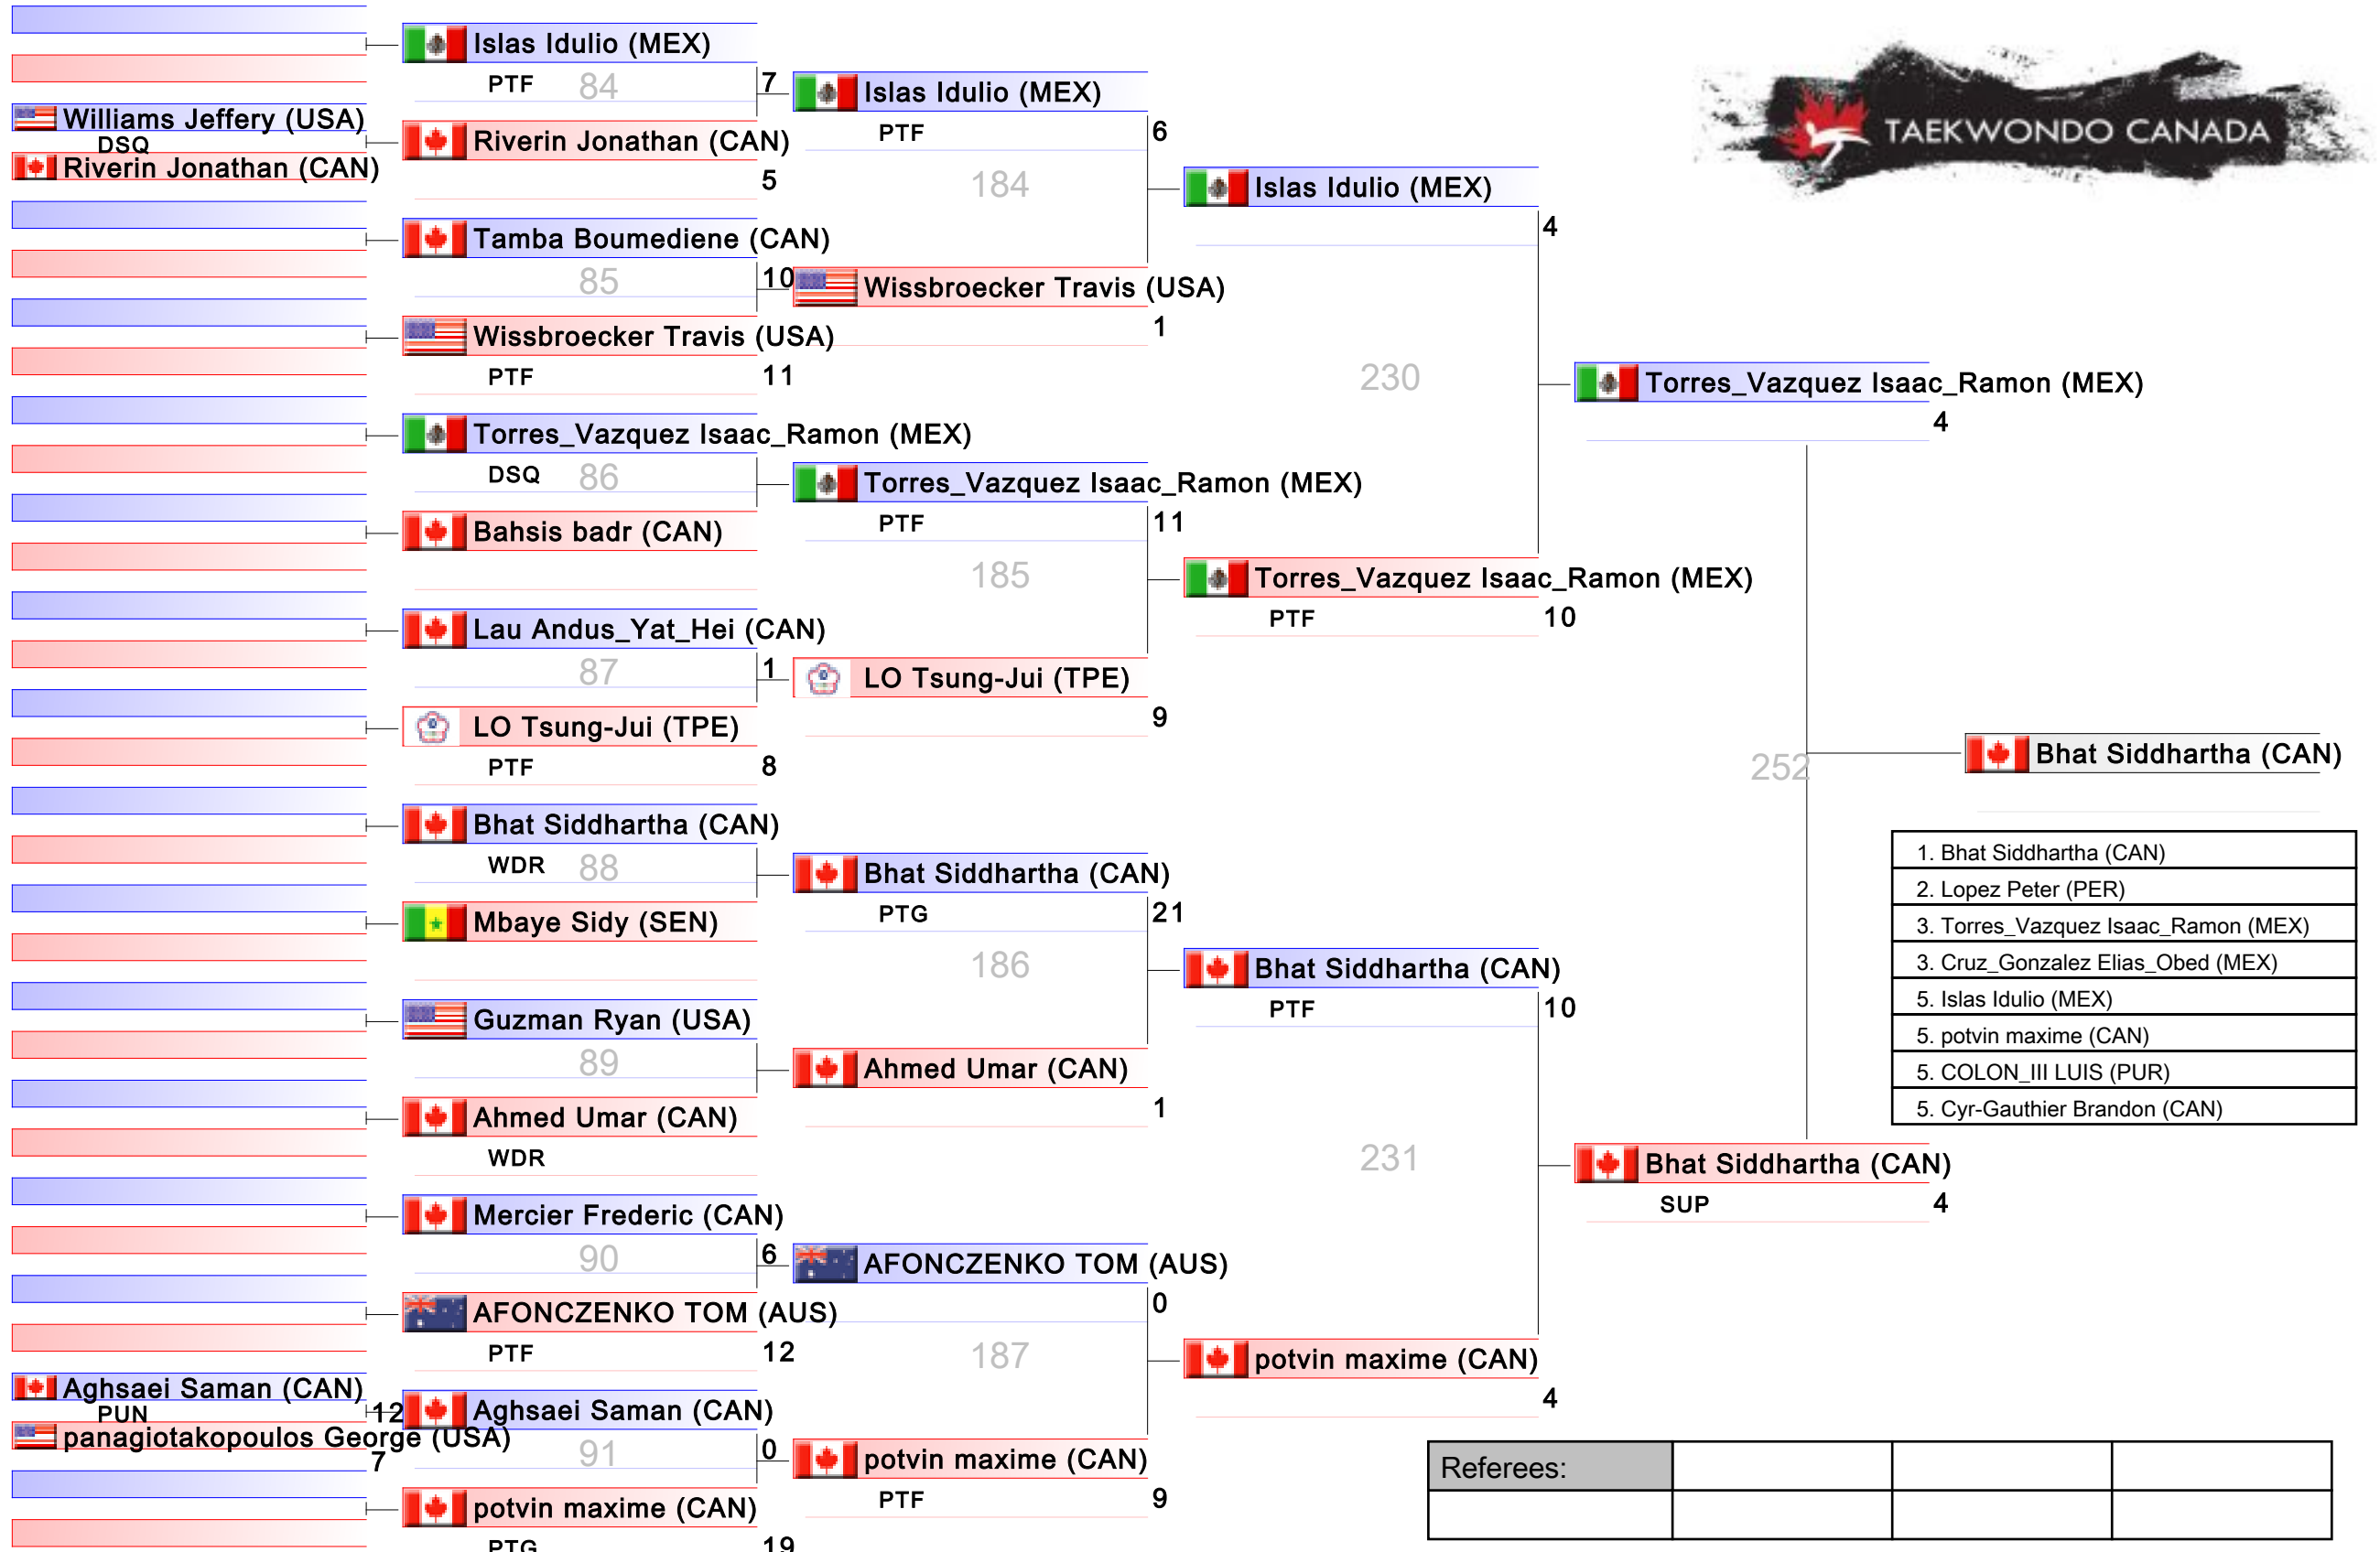 Williams Jeffery (USA)
DSQ
Riverin Jonathan (CAN)
Aghsaei Saman (CAN)
PUN
12
panagiotakopoulos George (USA)
7
Islas Idulio (MEX)
PTF
84
7
Riverin Jonathan (CAN)
5
Tamba Boumediene (CAN)
85
10
Wissbroecker Travis (USA)
PTF
11
Torres_Vazquez Isaac_Ramon (MEX)
DSQ
86
Bahsis badr (CAN)
Lau Andus_Yat_Hei (CAN)
87
1
LO Tsung-Jui (TPE)
PTF
8
Bhat Siddhartha (CAN)
WDR
88
Mbaye Sidy (SEN)
Guzman Ryan (USA)
89
Ahmed Umar (CAN)
WDR
Mercier Frederic (CAN)
90
6
AFONCZENKO TOM (AUS)
PTF
12
Aghsaei Saman (CAN)
91
0
potvin maxime (CAN)
PTG
19
Islas Idulio (MEX)
PTF
6
184
Wissbroecker Travis (USA)
1
Torres_Vazquez Isaac_Ramon (MEX)
PTF
11
185
LO Tsung-Jui (TPE)
9
Bhat Siddhartha (CAN)
PTG
21
186
Ahmed Umar (CAN)
1
AFONCZENKO TOM (AUS)
0
187
potvin maxime (CAN)
PTF
9
Islas Idulio (MEX)
4
230
Torres_Vazquez Isaac_Ramon (MEX)
PTF
10
Bhat Siddhartha (CAN)
PTF
10
231
potvin maxime (CAN)
4
Torres_Vazquez Isaac_Ramon (MEX)
4
252
Bhat Siddhartha (CAN)
SUP
4
TAEKWONDO CANADA
Bhat Siddhartha (CAN)
1. Bhat Siddhartha (CAN)
2. Lopez Peter (PER)
3. Torres_Vazquez Isaac_Ramon (MEX)
3. Cruz_Gonzalez Elias_Obed (MEX)
5. Islas Idulio (MEX)
5. potvin maxime (CAN)
5. COLON_III LUIS (PUR)
5. Cyr-Gauthier Brandon (CAN)
Referees: